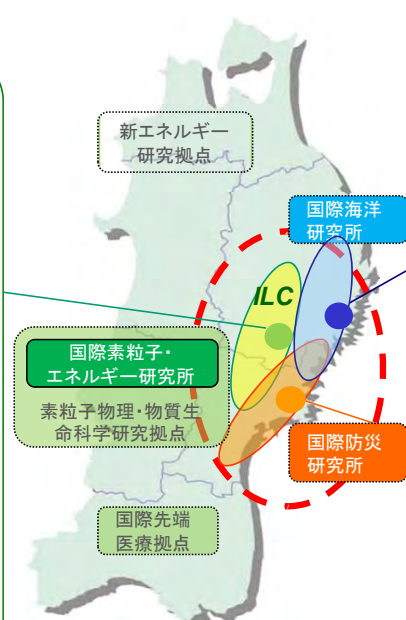 新エネルギー
研究拠点
国際海洋
研究所
ILC
国際素粒子・
エネルギー研究所
素粒子物理・物質生
命科学研究拠点
国際防災
研究所
国際先端
医療拠点